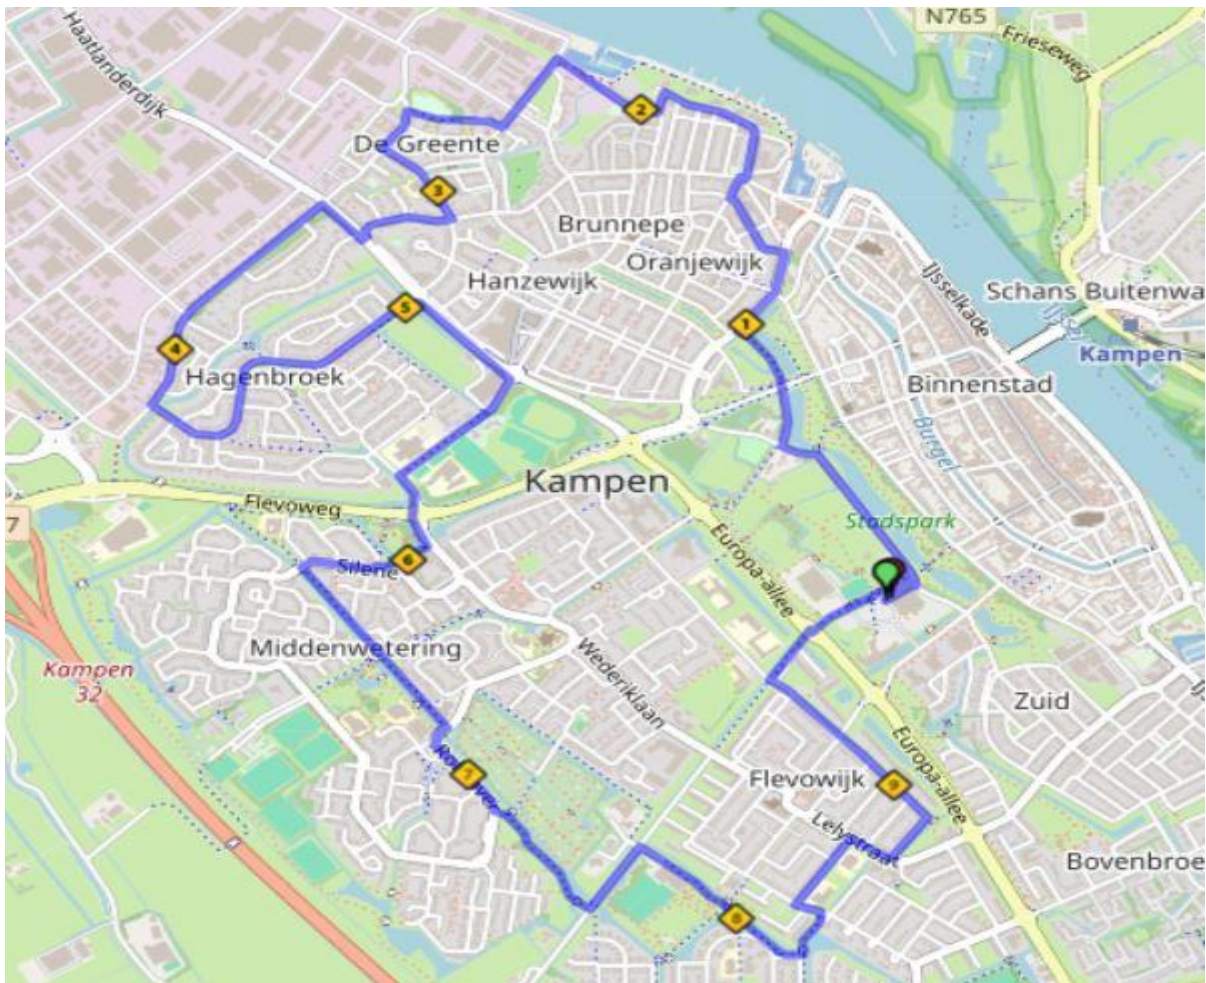 N765
Frieseweg
Haatlanderdijk
2
De Greente
3
Brunnepe
Oranjewijk
Hanzewijk
IJsselkade
Schans Buitenwa
IJssel
5
1
Kampen
4
Hagenbroek
Binnenstad
Burgel
Kampen
Flevoweg
7
Stadspark
Europa-allee
6
Silene
Middenwetering
Wederiklaan
Kampen
32
Zuid
Europa-allee
7
Flevowijk
9
Lelystraat
Bovenbroe
8